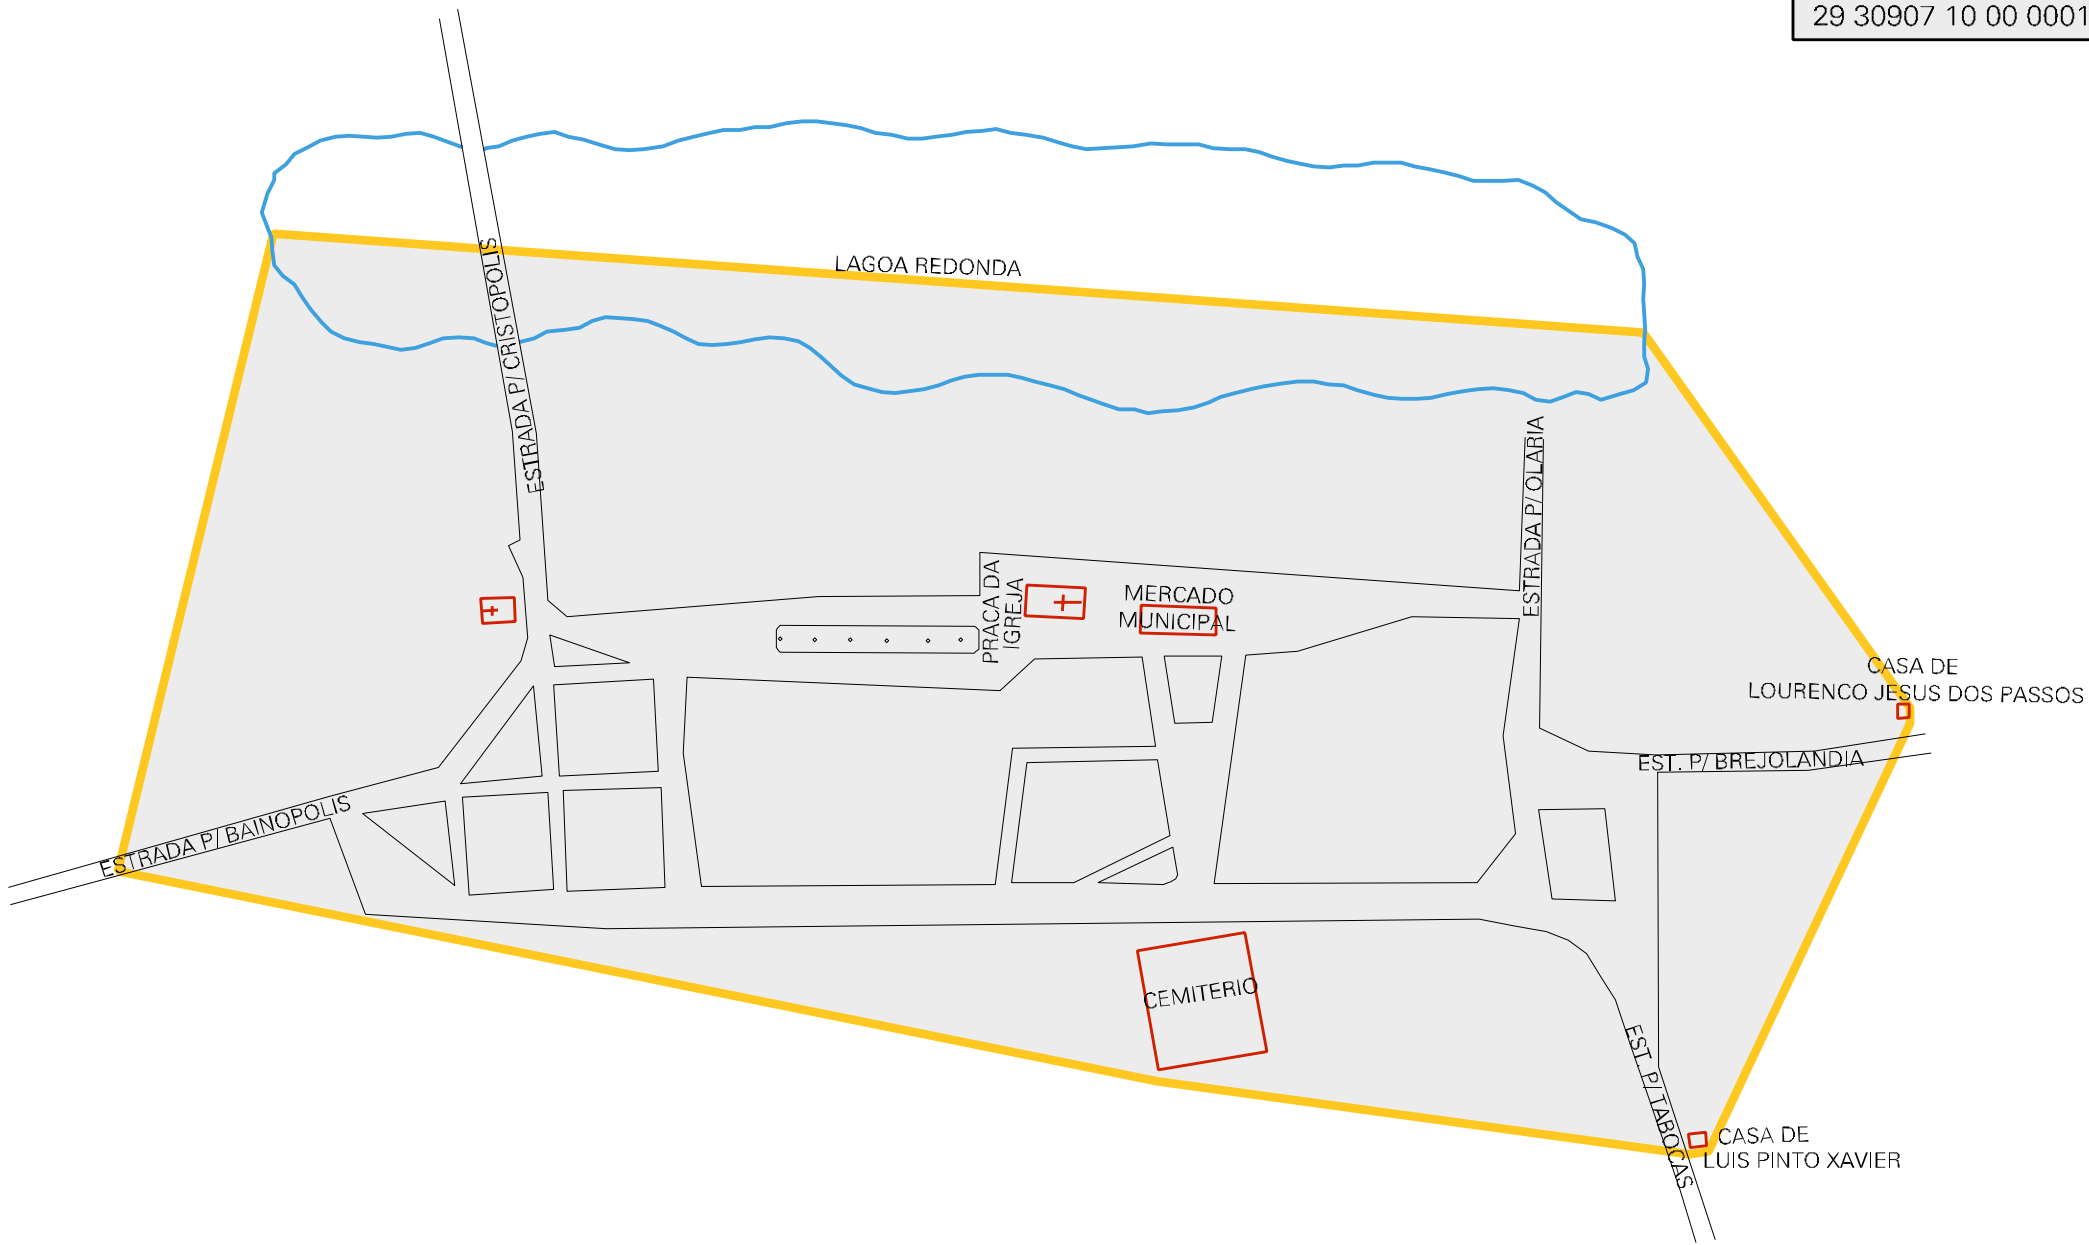 29 30907 10 00 0001
LAGOA REDONDA
ESTRADA P/ CRISTOPOLIS
ESTRADA P/ OLARIA
PRACA DA
IGREJA
MERCADO
MUNICIPAL
CASA DE
LOURENCO JESUS DOS PASSOS
EST. P/ BREJOLANDIA
ESTRADA P/ BAINOPOLIS
CEMITERIO
EST. P/ TABOCAS
CASA DE
LUIS PINTO XAVIER